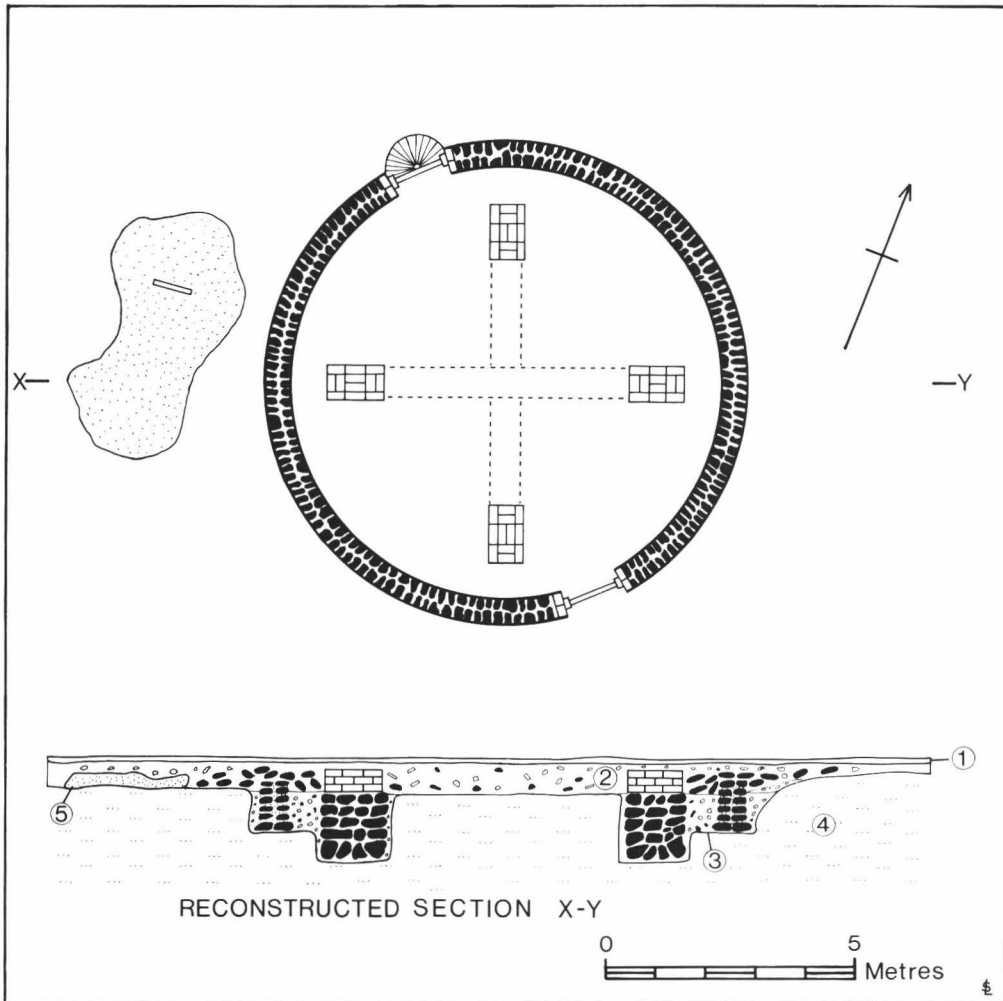 X
Y
①
②
⑤
④
③
RECONSTRUCTED SECTION X-Y
0 5
Metres